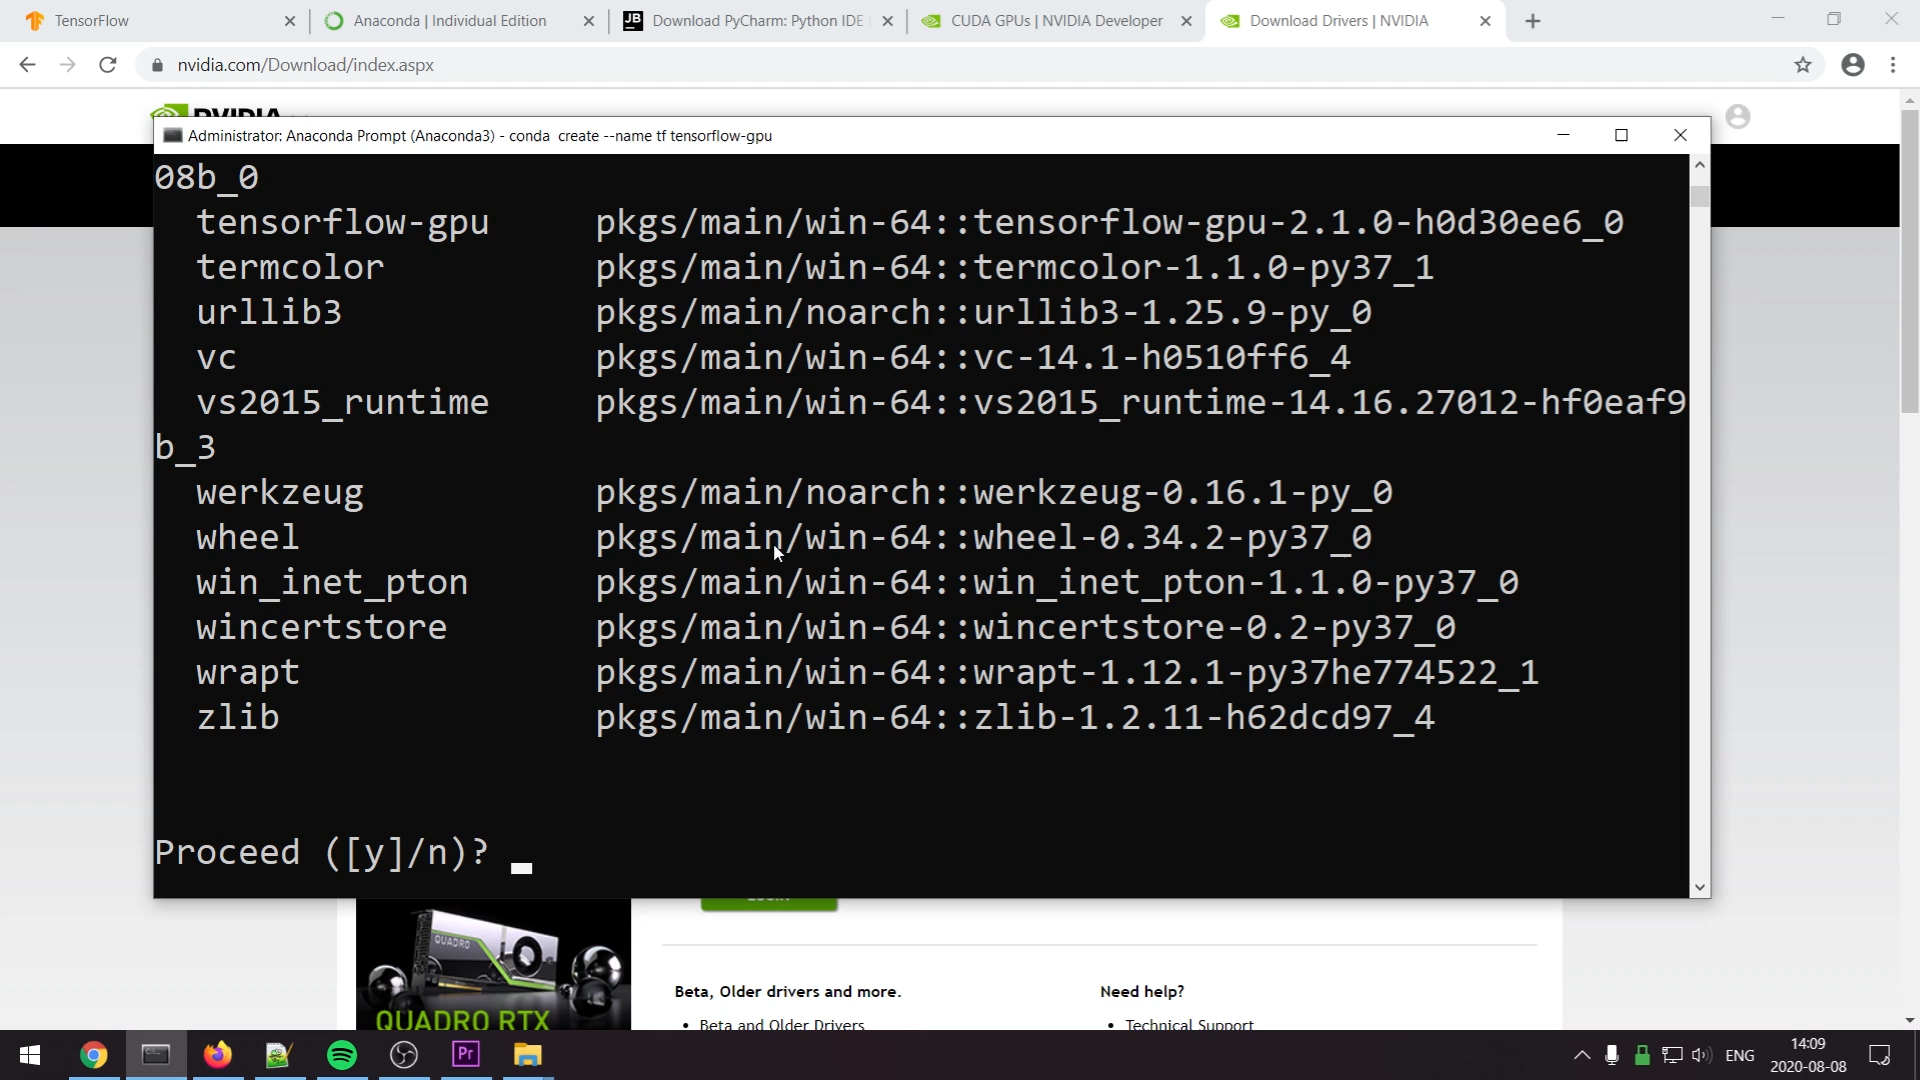 TensorFlow
Anaconda | Individual Edition
JB
Download PyCharm: Python IDE
CUDA GPUs | NVIDIA Developer
Download Drivers | NVIDIA
nvidia.com/Download/index.aspx
NVIDIA
Administrator: Anaconda Prompt (Anaconda3) - conda  create --name tf tensorflow-gpu
08b_0
tensorflow-gpu     pkgs/main/win-64::tensorflow-gpu-2.1.0-h0d30ee6_0
termcolor          pkgs/main/win-64::termcolor-1.1.0-py37_1
urllib3            pkgs/main/noarch::urllib3-1.25.9-py_0
vc                 pkgs/main/win-64::vc-14.1-h0510ff6_4
vs2015_runtime     pkgs/main/win-64::vs2015_runtime-14.16.27012-hf0eaf9
b_3
werkzeug           pkgs/main/noarch::werkzeug-0.16.1-py_0
wheel              pkgs/main/win-64::wheel-0.34.2-py37_0
win_inet_pton      pkgs/main/win-64::win_inet_pton-1.1.0-py37_0
wincertstore       pkgs/main/win-64::wincertstore-0.2-py37_0
wrapt              pkgs/main/win-64::wrapt-1.12.1-py37he774522_1
zlib               pkgs/main/win-64::zlib-1.2.11-h62dcd97_4
Proceed ([y]/n)?
QUADRO
QUADRO RTX
Beta, Older drivers and more.
Need help?
• Beta and Older Drivers
• Technical Support
Pr
ENG
14:09
2020-08-08